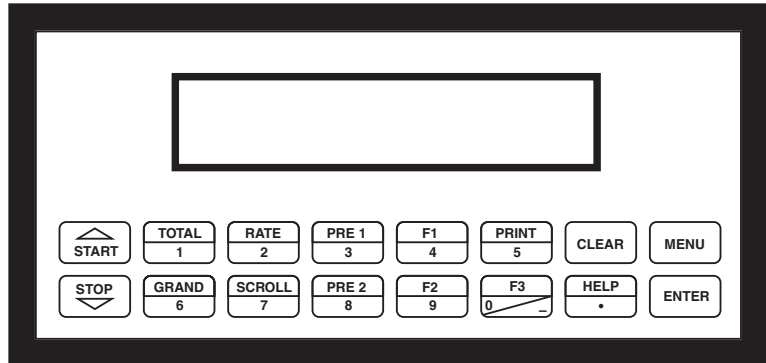 START
TOTAL
1
RATE
2
PRE 1
3
F1
4
PRINT
5
CLEAR
MENU
STOP
GRAND
6
SCROLL
7
PRE 2
8
F2
9
F3
0 –
HELP
•
ENTER